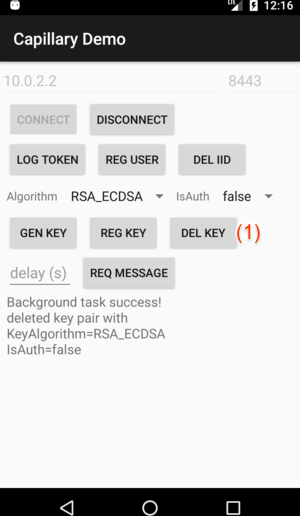 LTE 12:16
Capillary Demo
10.0.2.2 8443
CONNECT DISCONNECT
LOG TOKEN REG USER DEL IID
Algorithm RSA_ECDSA IsAuth false
GEN KEY REG KEY DEL KEY (1)
delay (s) REQ MESSAGE
Background task success!
deleted key pair with
KeyAlgorithm=RSA_ECDSA
IsAuth=false